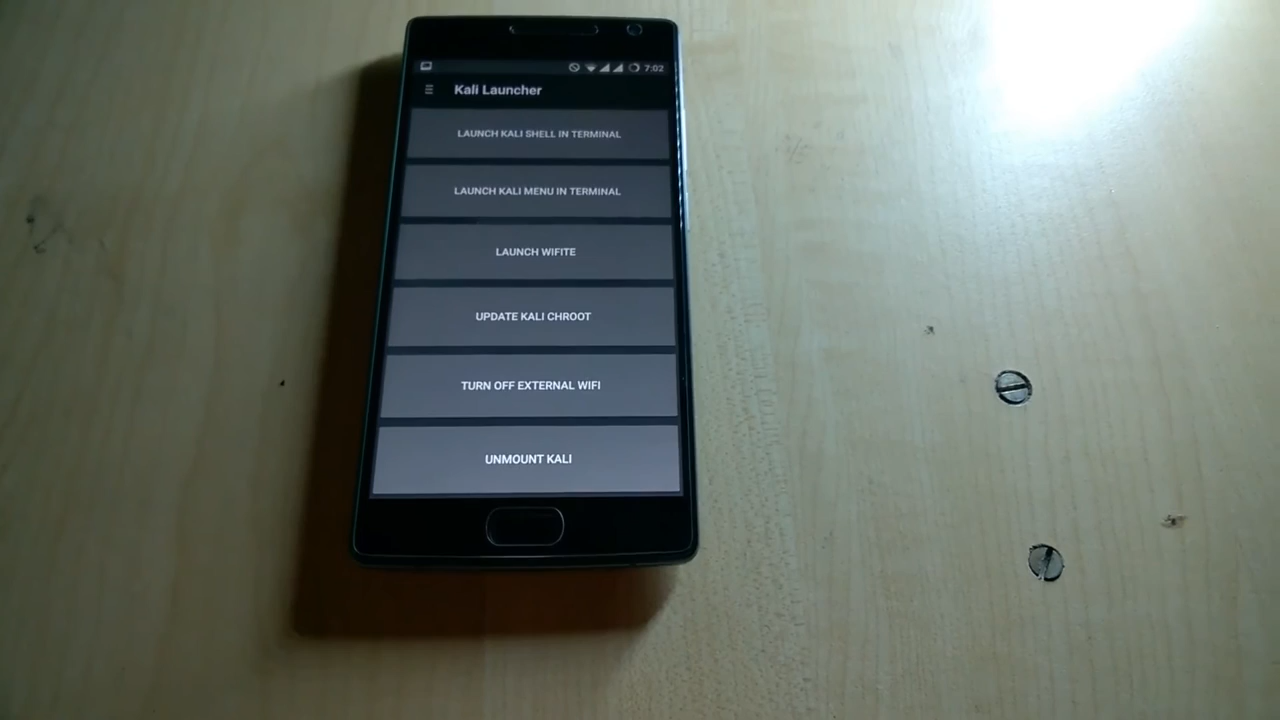 7:02
Kali Launcher
LAUNCH KALI SHELL IN TERMINAL
LAUNCH KALI MENU IN TERMINAL
LAUNCH WIFITE
UPDATE KALI CHROOT
TURN OFF EXTERNAL WIFI
UNMOUNT KALI